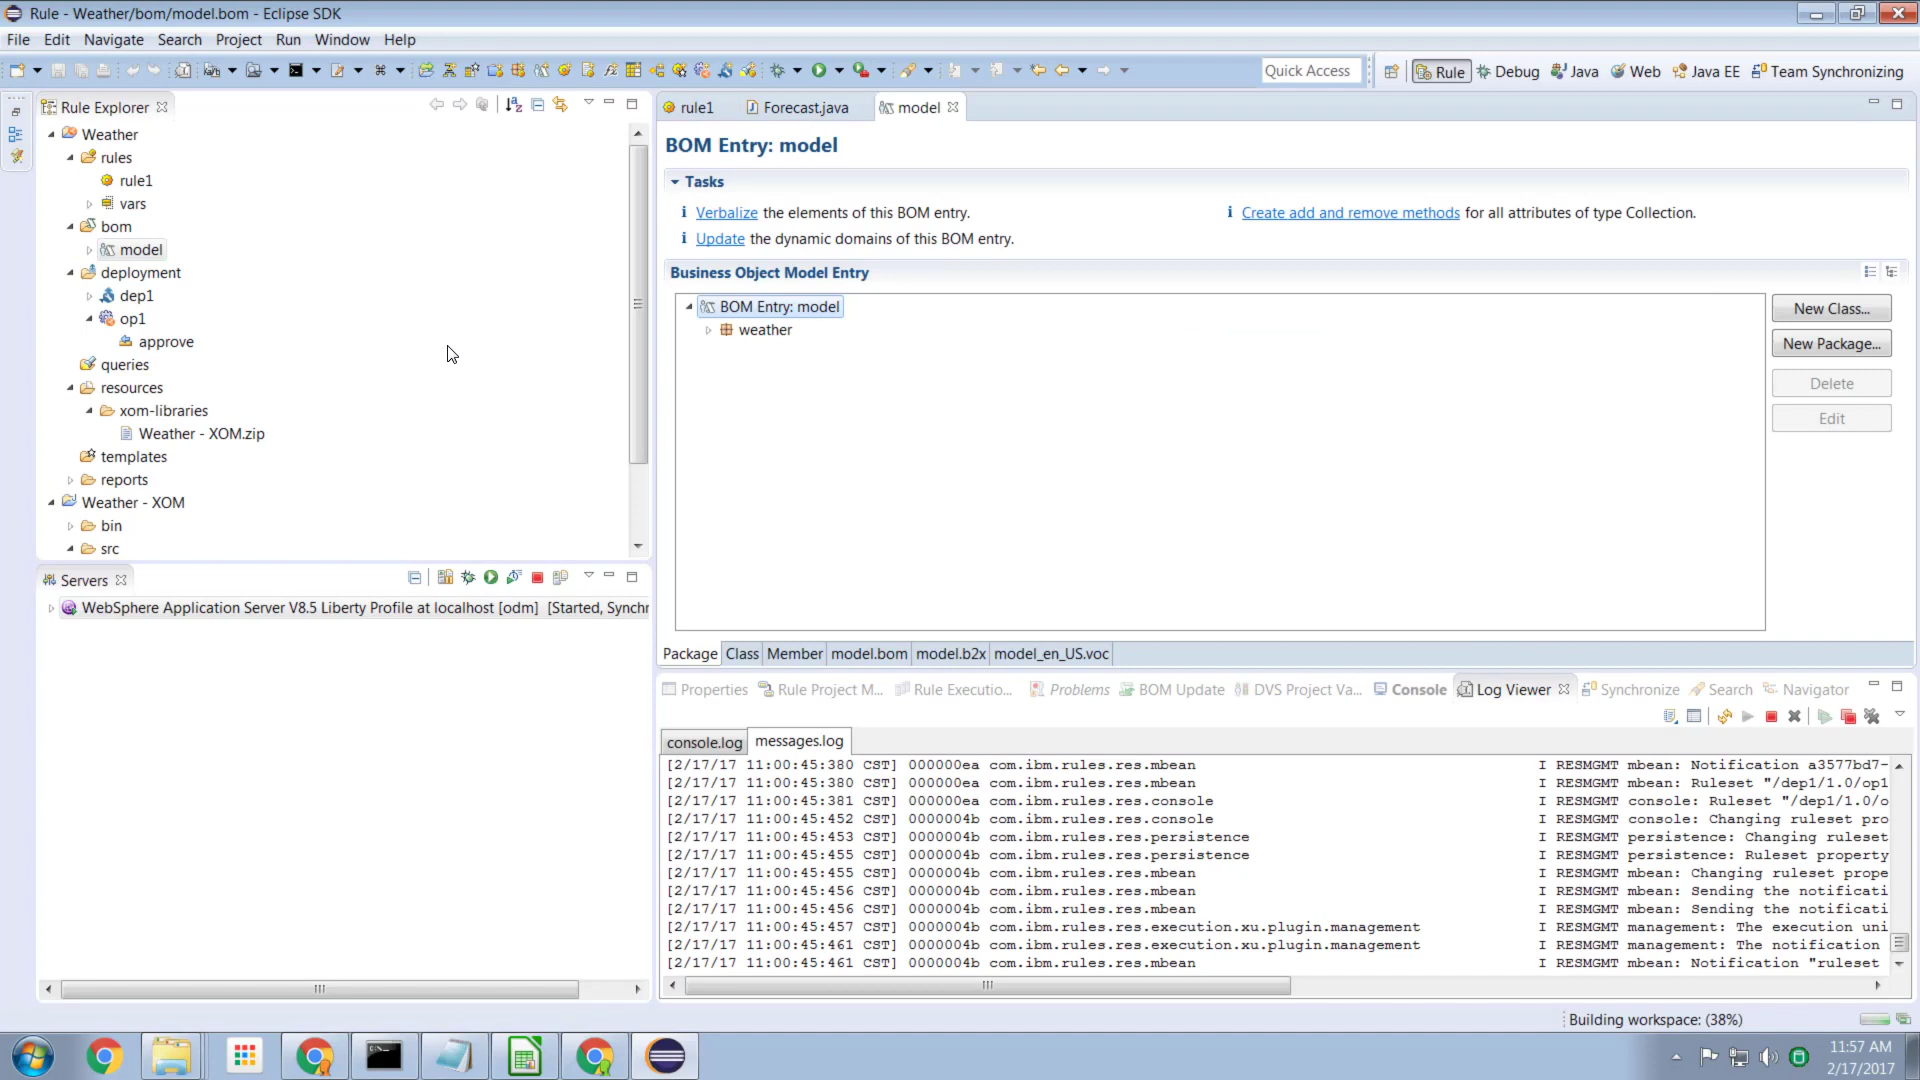 Rule - Weather/bom/model.bom - Eclipse SDK
File Edit Navigate Search Project Run Window Help
Quick Access
Rule Debug Java Web Java EE Team Synchronizing
Rule Explorer
Weather
rules
rule1
vars
bom
model
deployment
dep1
op1
approve
queries
resources
xom-libraries
Weather - XOM.zip
templates
reports
Weather - XOM
bin
src
Servers
WebSphere Application Server V8.5 Liberty Profile at localhost [odm] [Started, Synchr
rule1 Forecast.java model
BOM Entry: model
Tasks
Verbalize the elements of this BOM entry.
Update the dynamic domains of this BOM entry.
Create add and remove methods for all attributes of type Collection.
Business Object Model Entry
BOM Entry: model
weather
New Class...
New Package...
Delete
Edit
Package Class Member model.bom model.b2x model_en_US.voc
Properties Rule Project M... Rule Executio... Problems BOM Update DVS Project Va... Console Log Viewer Synchronize Search Navigator
console.log messages.log
[2/17/17 11:00:45:380 CST] 000000ea com.ibm.rules.res.mbean I RESMGMT mbean: Notification a3577bd7-
[2/17/17 11:00:45:380 CST] 000000ea com.ibm.rules.res.mbean I RESMGMT mbean: Ruleset "/dep1/1.0/op1
[2/17/17 11:00:45:381 CST] 000000ea com.ibm.rules.res.console I RESMGMT console: Ruleset "/dep1/1.0/o
[2/17/17 11:00:45:452 CST] 0000004b com.ibm.rules.res.console I RESMGMT console: Changing ruleset pro
[2/17/17 11:00:45:453 CST] 0000004b com.ibm.rules.res.persistence I RESMGMT persistence: Changing ruleset
[2/17/17 11:00:45:455 CST] 0000004b com.ibm.rules.res.persistence I RESMGMT persistence: Ruleset property
[2/17/17 11:00:45:455 CST] 0000004b com.ibm.rules.res.mbean I RESMGMT mbean: Changing ruleset prope
[2/17/17 11:00:45:456 CST] 0000004b com.ibm.rules.res.mbean I RESMGMT mbean: Sending the notificati
[2/17/17 11:00:45:456 CST] 0000004b com.ibm.rules.res.mbean I RESMGMT mbean: Sending the notificati
[2/17/17 11:00:45:457 CST] 0000004b com.ibm.rules.res.execution.xu.plugin.management I RESMGMT management: The execution uni
[2/17/17 11:00:45:461 CST] 0000004b com.ibm.rules.res.execution.xu.plugin.management I RESMGMT management: The notification
[2/17/17 11:00:45:461 CST] 0000004b com.ibm.rules.res.mbean I RESMGMT mbean: Notification "ruleset
Building workspace: (38%)
11:57 AM
2/17/2017